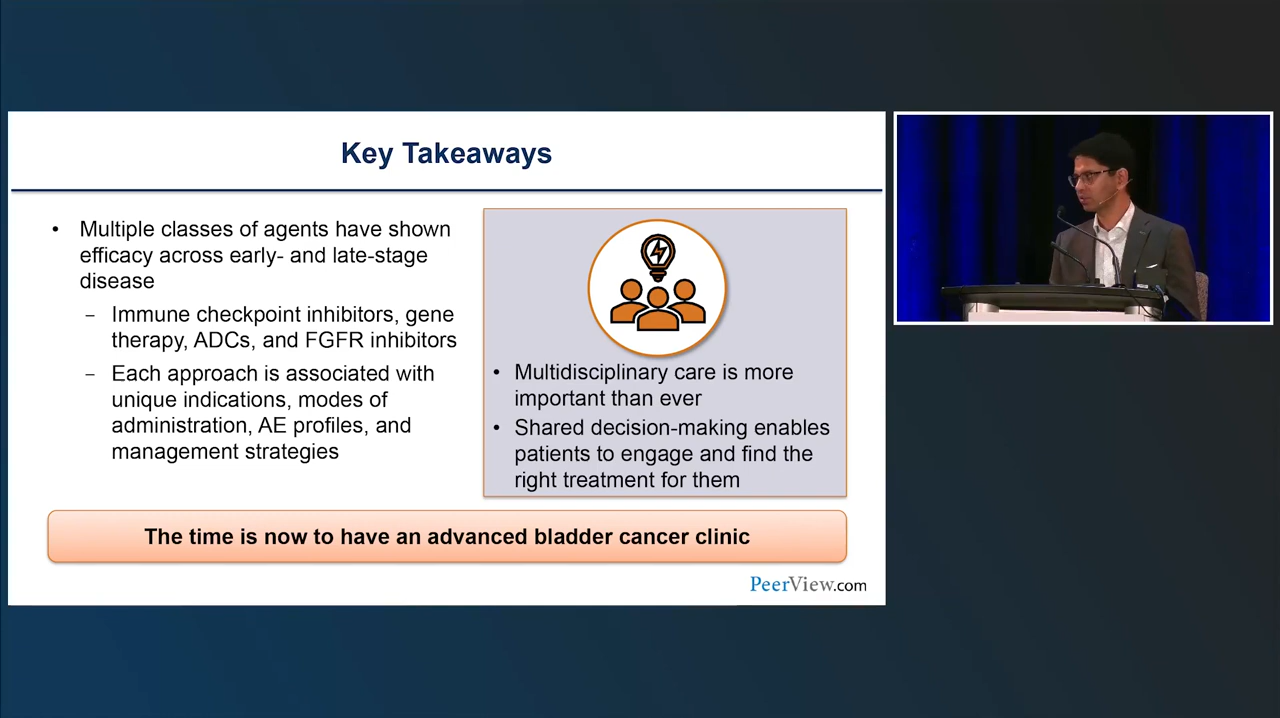 Key Takeaways
• Multiple classes of agents have shown
efficacy across early- and late-stage
disease
– Immune checkpoint inhibitors, gene
therapy, ADCs, and FGFR inhibitors
– Each approach is associated with
unique indications, modes of
administration, AE profiles, and
management strategies
• Multidisciplinary care is more
important than ever
• Shared decision-making enables
patients to engage and find the
right treatment for them
The time is now to have an advanced bladder cancer clinic
PeerView.com